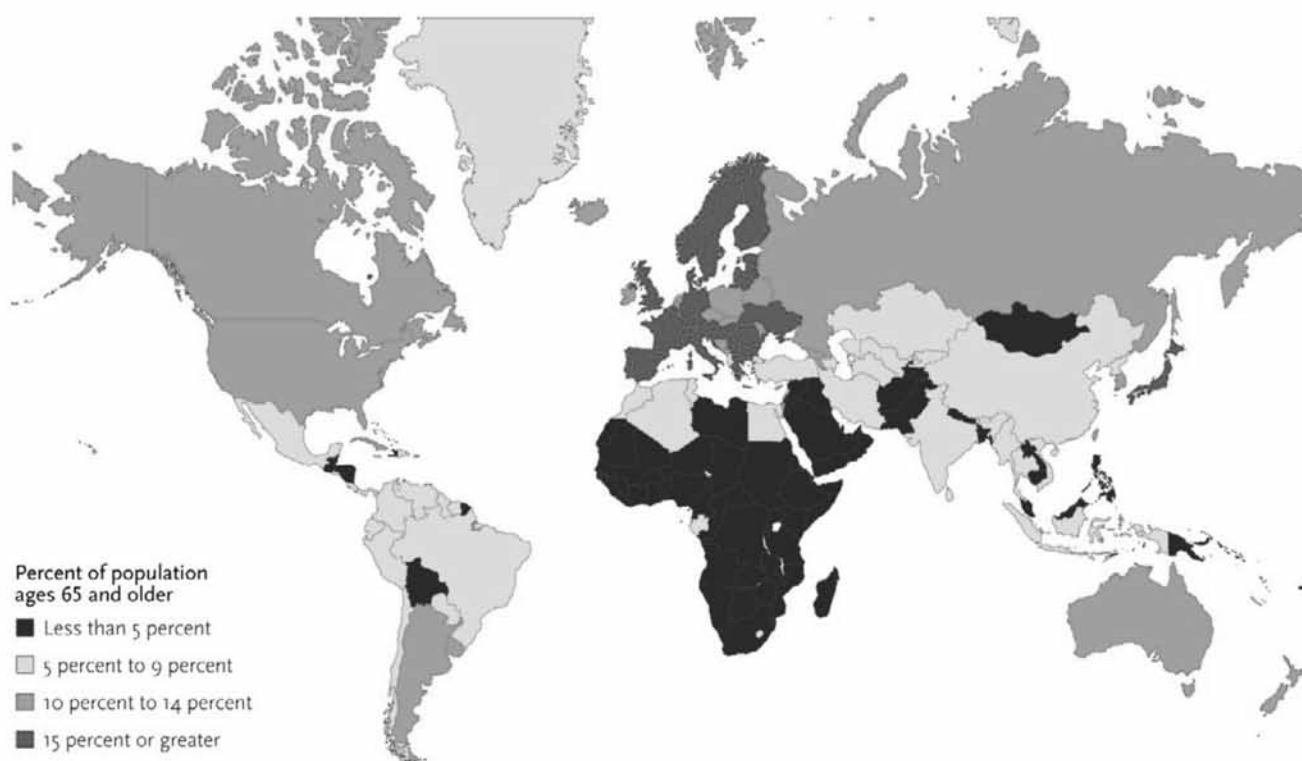 Percent of population
ages 65 and older
Less than 5 percent
5 percent to 9 percent
10 percent to 14 percent
15 percent or greater